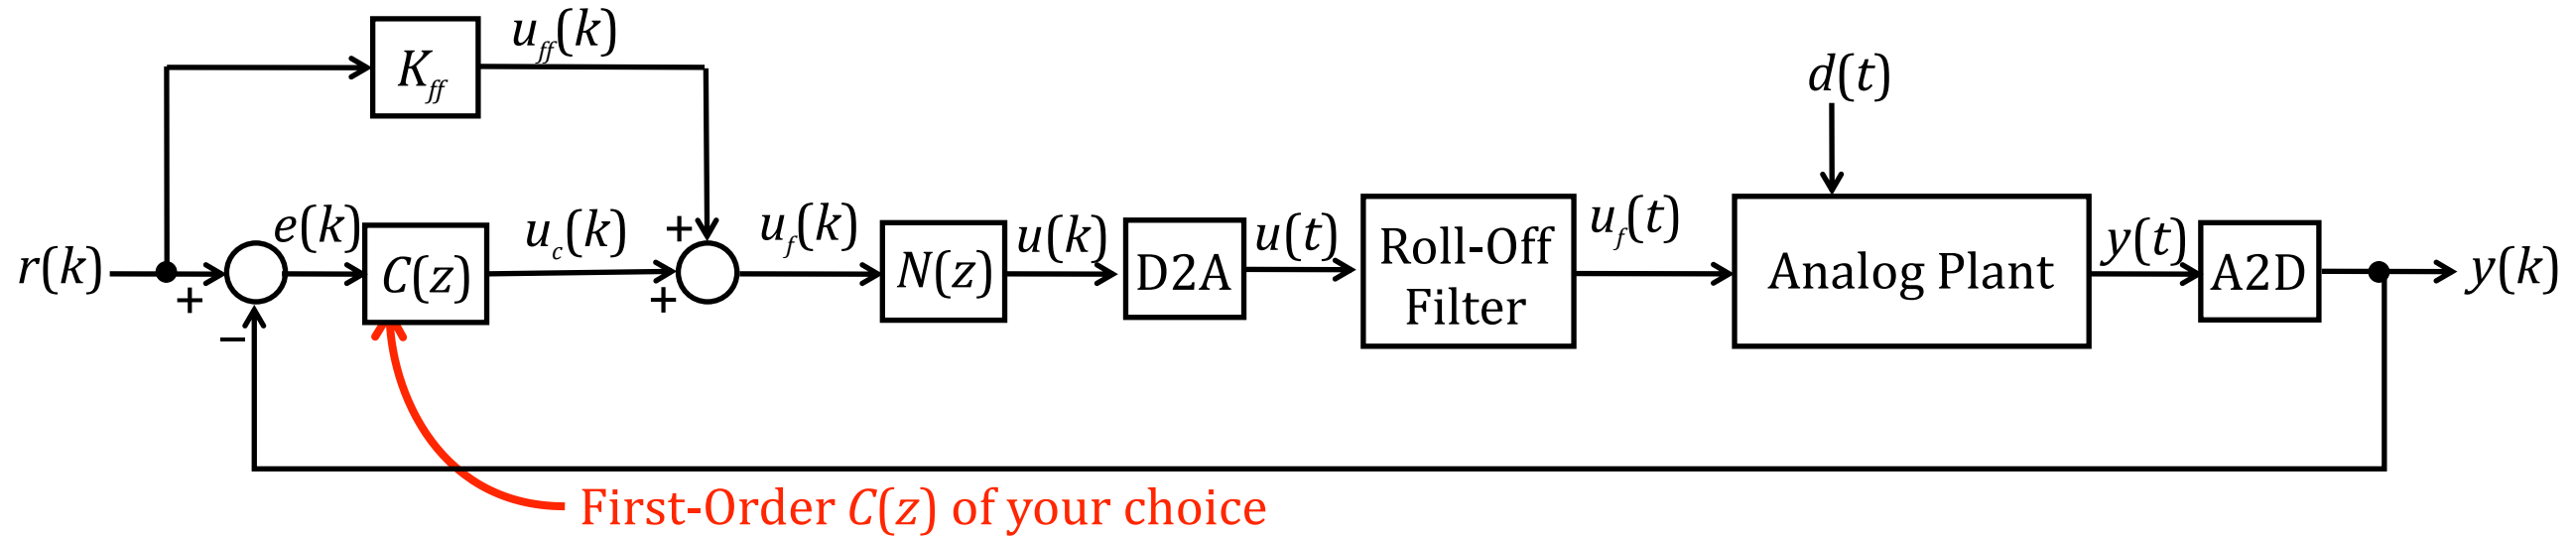 u_ff(k)
K_ff
d(t)
r(k)
+
−
e(k)
C(z)
u_c(k)
+
+
u_f(k)
N(z)
u(k)
D2A
u(t)
Roll-Off
Filter
u_f(t)
Analog Plant
y(t)
A2D
y(k)
First-Order C(z) of your choice